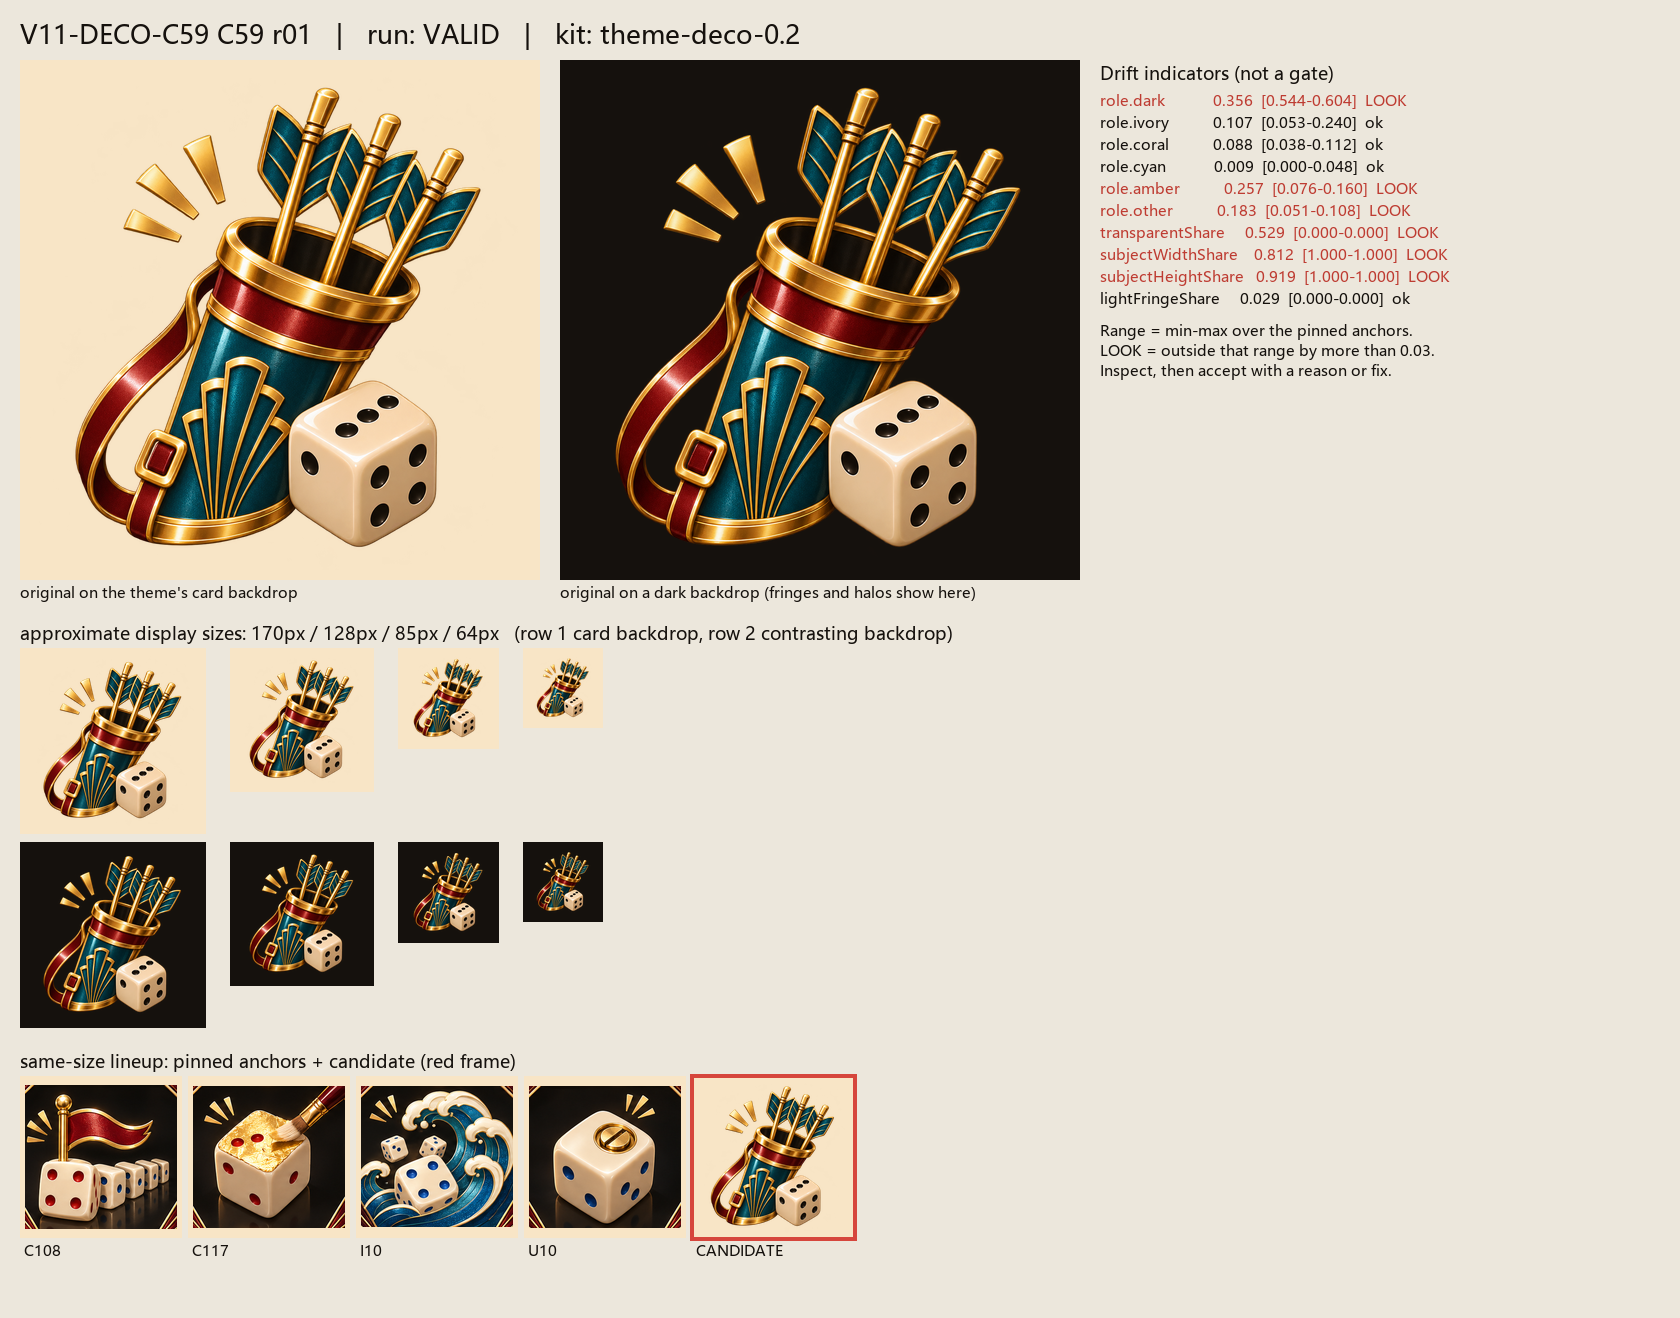 V11-DECO-C59 C59 r01 | run: VALID | kit: theme-deco-0.2
Drift indicators (not a gate)
role.dark 0.356 [0.544-0.604] LOOK
role.ivory 0.107 [0.053-0.240] ok
role.coral 0.088 [0.038-0.112] ok
role.cyan 0.009 [0.000-0.048] ok
role.amber 0.257 [0.076-0.160] LOOK
role.other 0.183 [0.051-0.108] LOOK
transparentShare 0.529 [0.000-0.000] LOOK
subjectWidthShare 0.812 [1.000-1.000] LOOK
subjectHeightShare 0.919 [1.000-1.000] LOOK
lightFringeShare 0.029 [0.000-0.000] ok
Range = min-max over the pinned anchors.
LOOK = outside that range by more than 0.03.
Inspect, then accept with a reason or fix.
original on the theme's card backdrop
original on a dark backdrop (fringes and halos show here)
approximate display sizes: 170px / 128px / 85px / 64px (row 1 card backdrop, row 2 contrasting backdrop)
same-size lineup: pinned anchors + candidate (red frame)
C108
C117
I10
U10
CANDIDATE